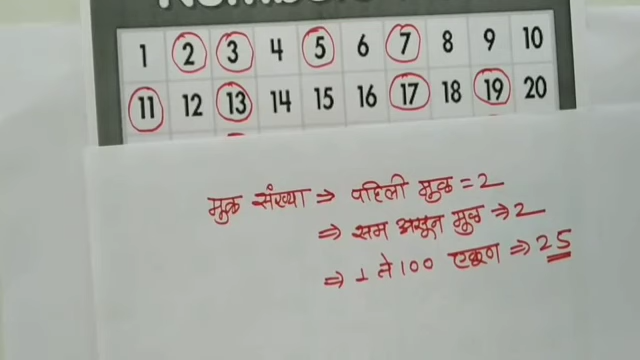 1 2 3 4 5 6 7 8 9 10
11 12 13 14 15 16 17 18 19 20
मुळ संख्या ⇒ पहिली मुळ = 2
⇒ सम असून मुळ ⇒ 2
⇒ 1 ते 100 एकूण ⇒ 25